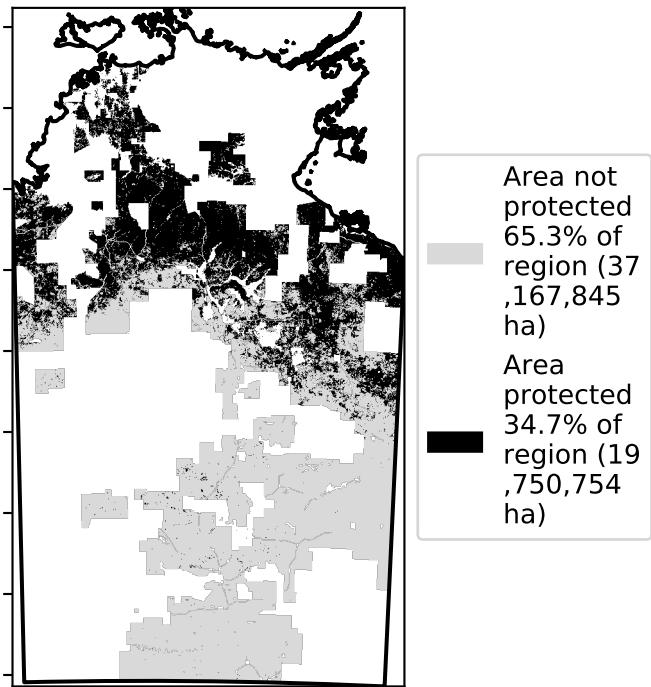 Area not
protected
65.3% of
region (37
,167,845
ha)
Area
protected
34.7% of
region (19
,750,754
ha)